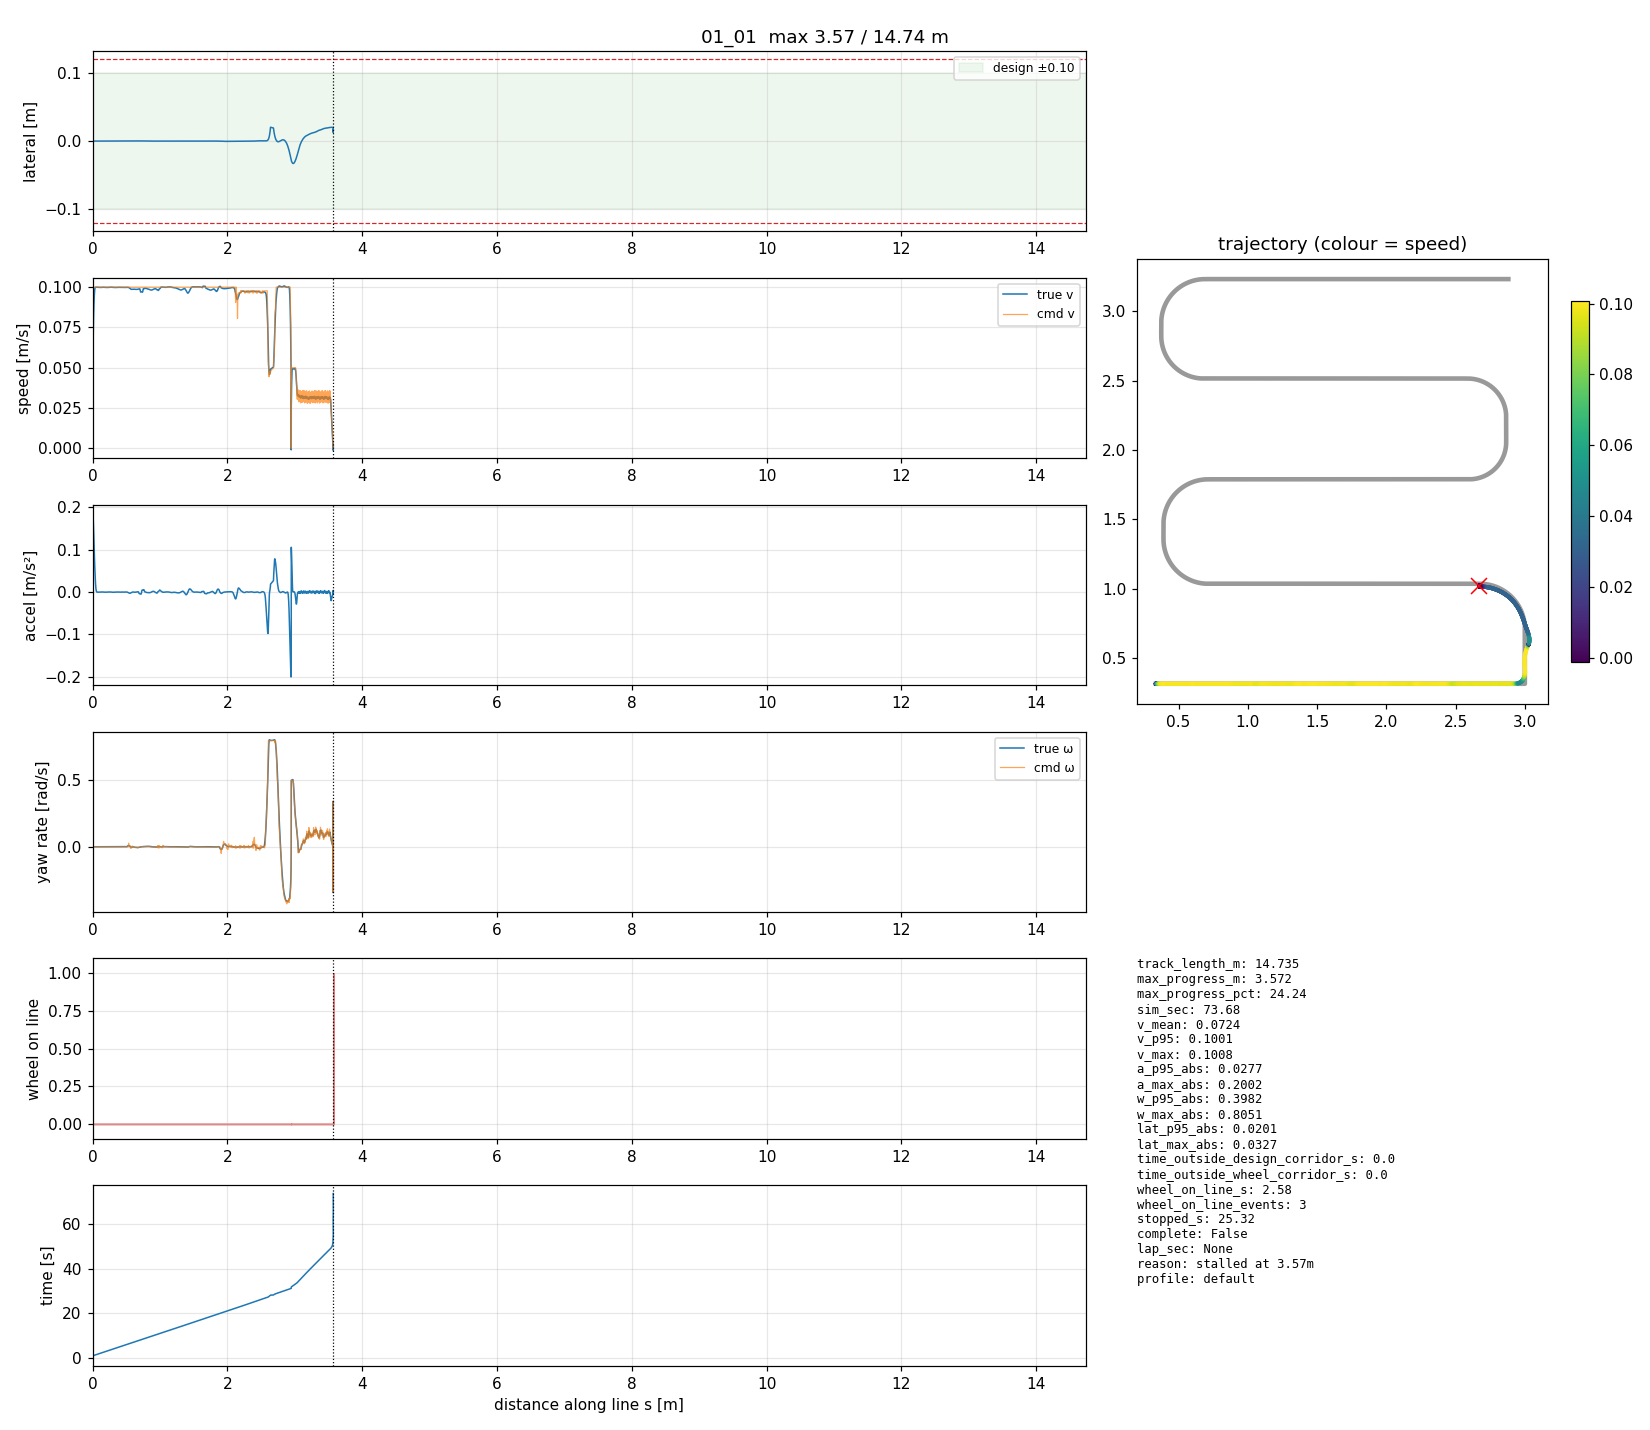 01_01  max 3.57 / 14.74 m
lateral [m]
0.1
0.0
−0.1
design ±0.10
0 2 4 6 8 10 12 14
speed [m/s]
0.100
0.075
0.050
0.025
0.000
true v
cmd v
0 2 4 6 8 10 12 14
accel [m/s²]
0.2
0.1
0.0
−0.1
−0.2
0 2 4 6 8 10 12 14
yaw rate [rad/s]
0.5
0.0
true ω
cmd ω
0 2 4 6 8 10 12 14
wheel on line
1.00
0.75
0.50
0.25
0.00
0 2 4 6 8 10 12 14
time [s]
60
40
20
0
0 2 4 6 8 10 12 14
distance along line s [m]
trajectory (colour = speed)
3.0
2.5
2.0
1.5
1.0
0.5
0.5 1.0 1.5 2.0 2.5 3.0
0.10
0.08
0.06
0.04
0.02
0.00
track_length_m: 14.735
max_progress_m: 3.572
max_progress_pct: 24.24
sim_sec: 73.68
v_mean: 0.0724
v_p95: 0.1001
v_max: 0.1008
a_p95_abs: 0.0277
a_max_abs: 0.2002
w_p95_abs: 0.3982
w_max_abs: 0.8051
lat_p95_abs: 0.0201
lat_max_abs: 0.0327
time_outside_design_corridor_s: 0.0
time_outside_wheel_corridor_s: 0.0
wheel_on_line_s: 2.58
wheel_on_line_events: 3
stopped_s: 25.32
complete: False
lap_sec: None
reason: stalled at 3.57m
profile: default